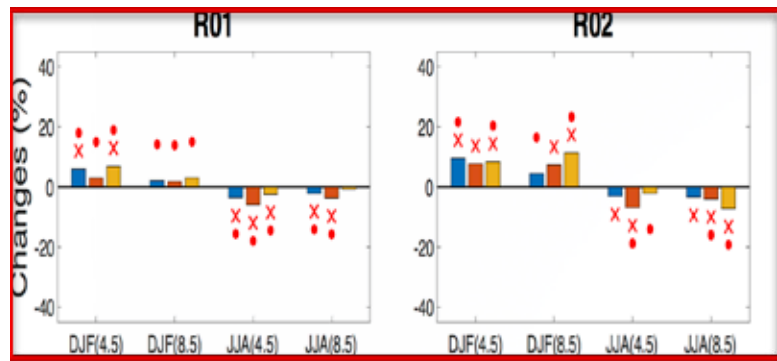 R01 R02
Changes (%)
40 40
20 20
0 0
-20 -20
-40 -40
DJF(4.5) DJF(8.5) JJA(4.5) JJA(8.5) DJF(4.5) DJF(8.5) JJA(4.5) JJA(8.5)